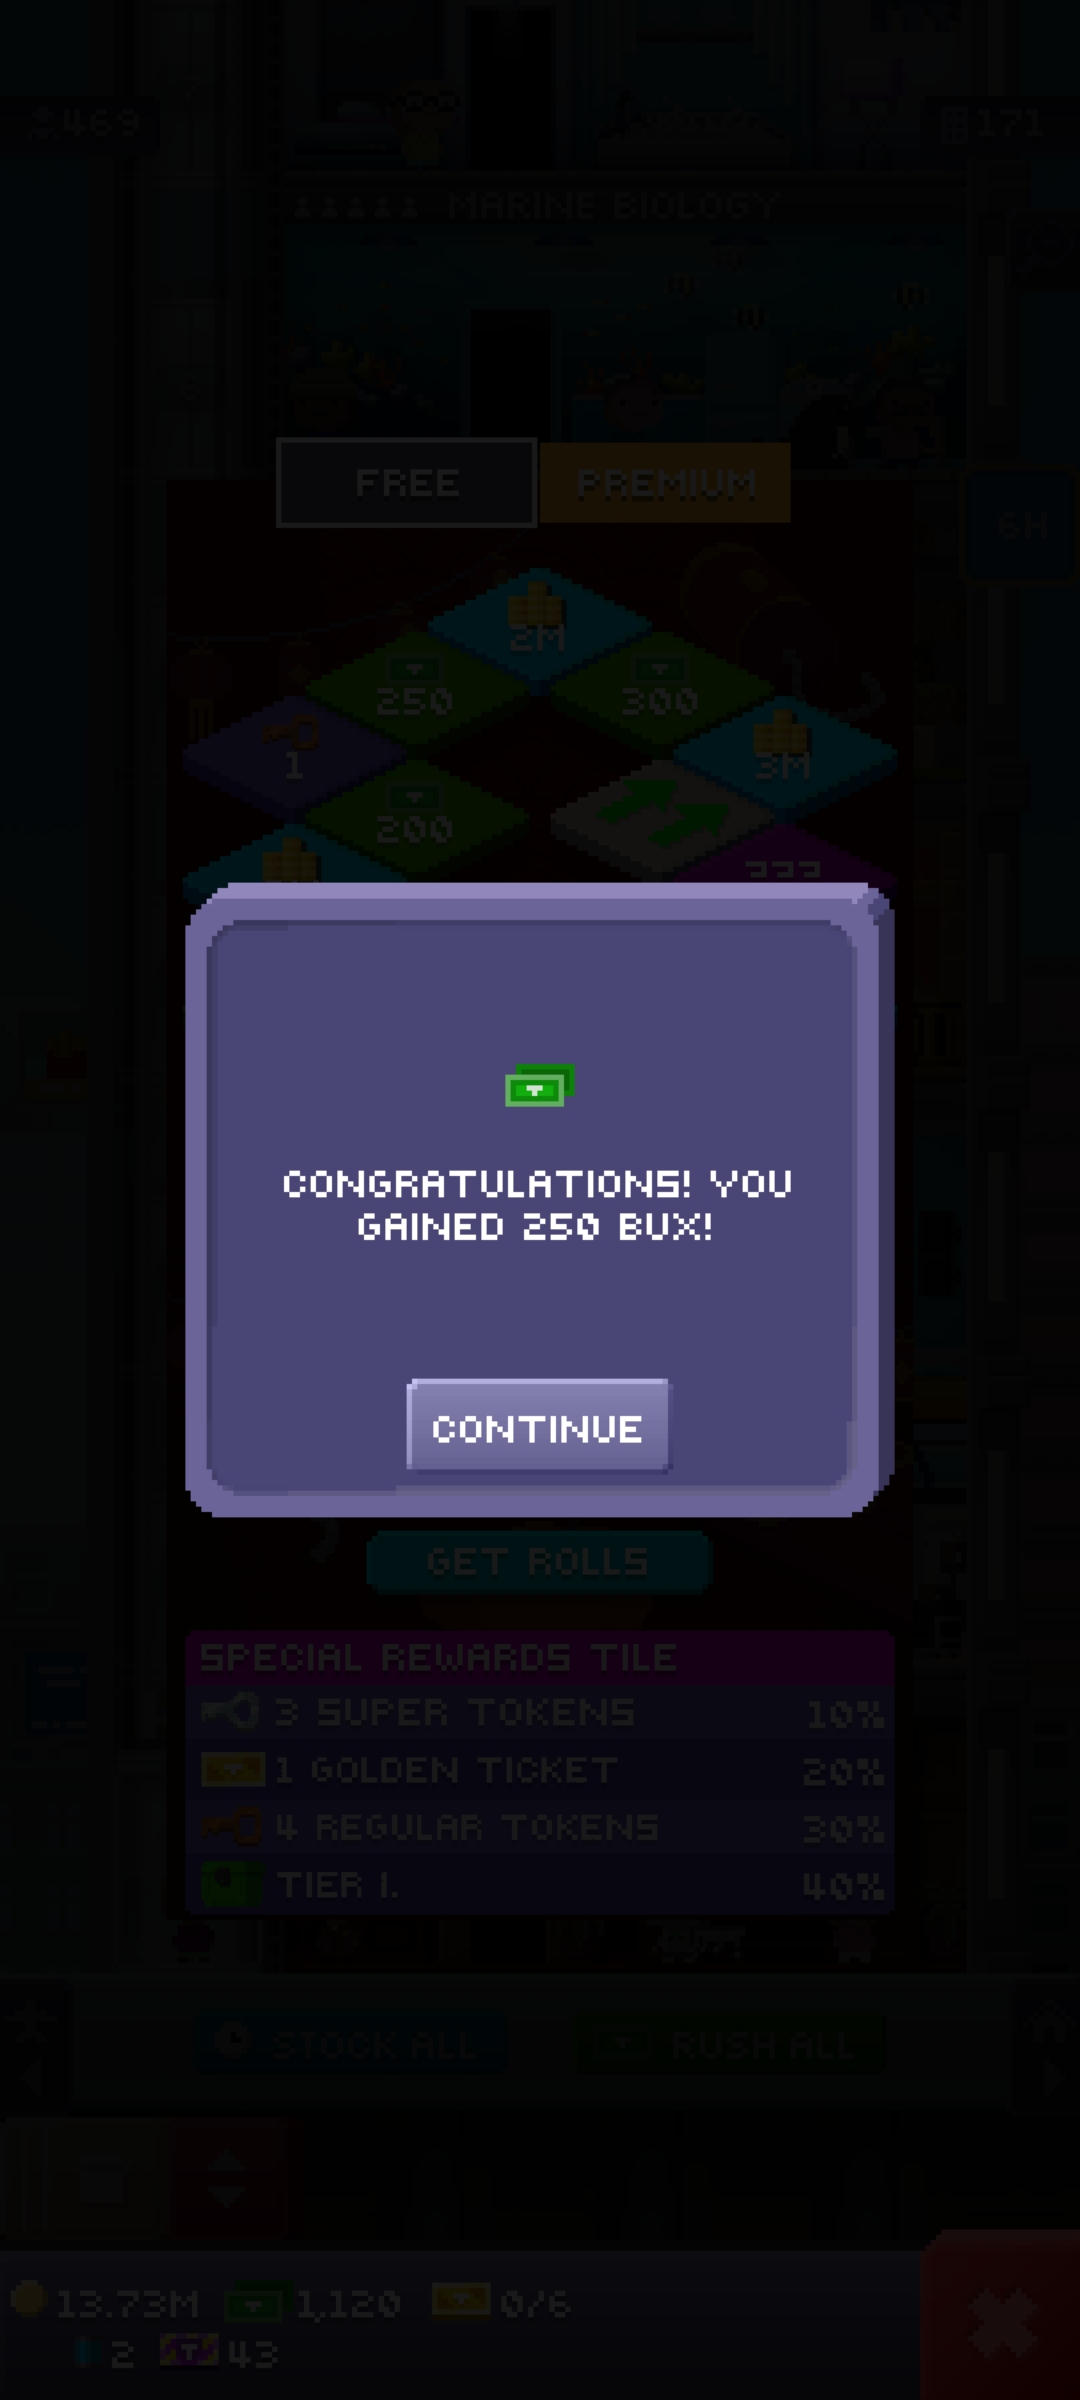 469
171
MARINE BIOLOGY
FREE
PREMIUM
6H
2M
250
300
1
3M
200
???
CONGRATULATIONS! YOU
GAINED 250 BUX!
CONTINUE
GET ROLLS
SPECIAL REWARDS TILE
3 SUPER TOKENS 10%
1 GOLDEN TICKET 20%
4 REGULAR TOKENS 30%
TIER 1. 40%
STOCK ALL
RUSH ALL
13.73M 1,120 0/6
2 43